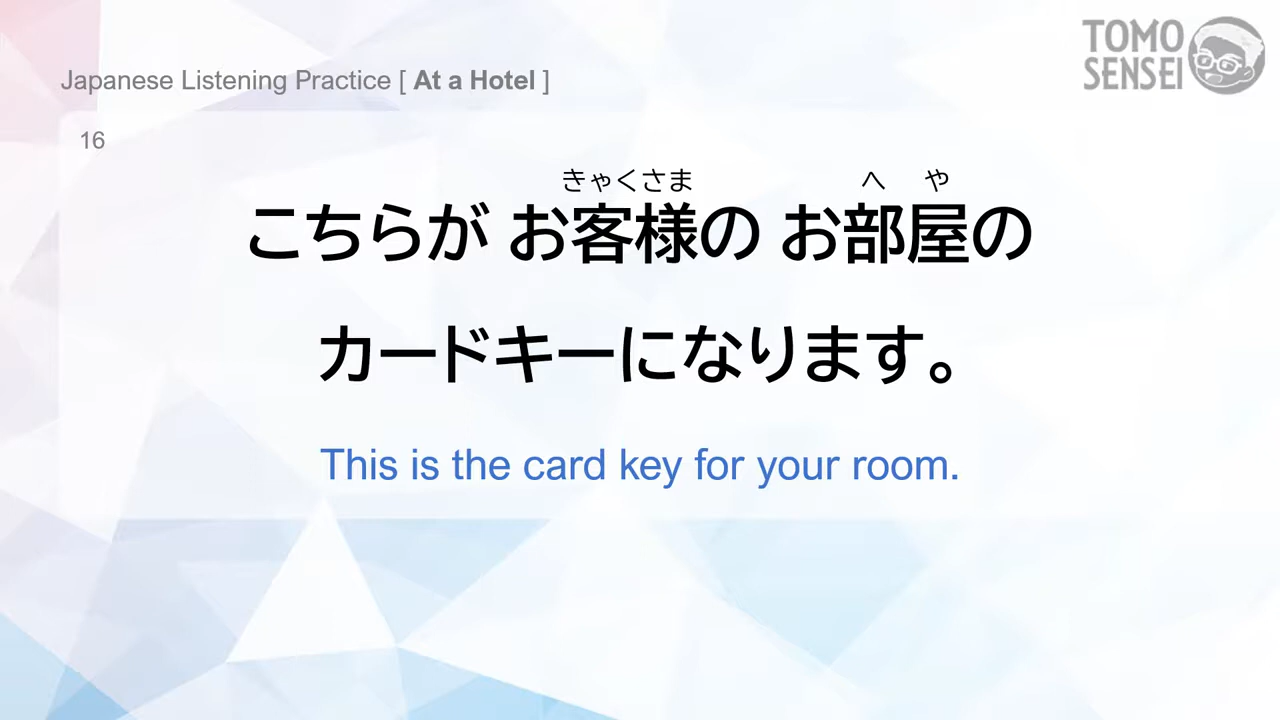 TOMO
SENSEI
Japanese Listening Practice [ At a Hotel ]
16
きゃくさま へや
こちらが お客様の お部屋の
カードキーになります。
This is the card key for your room.